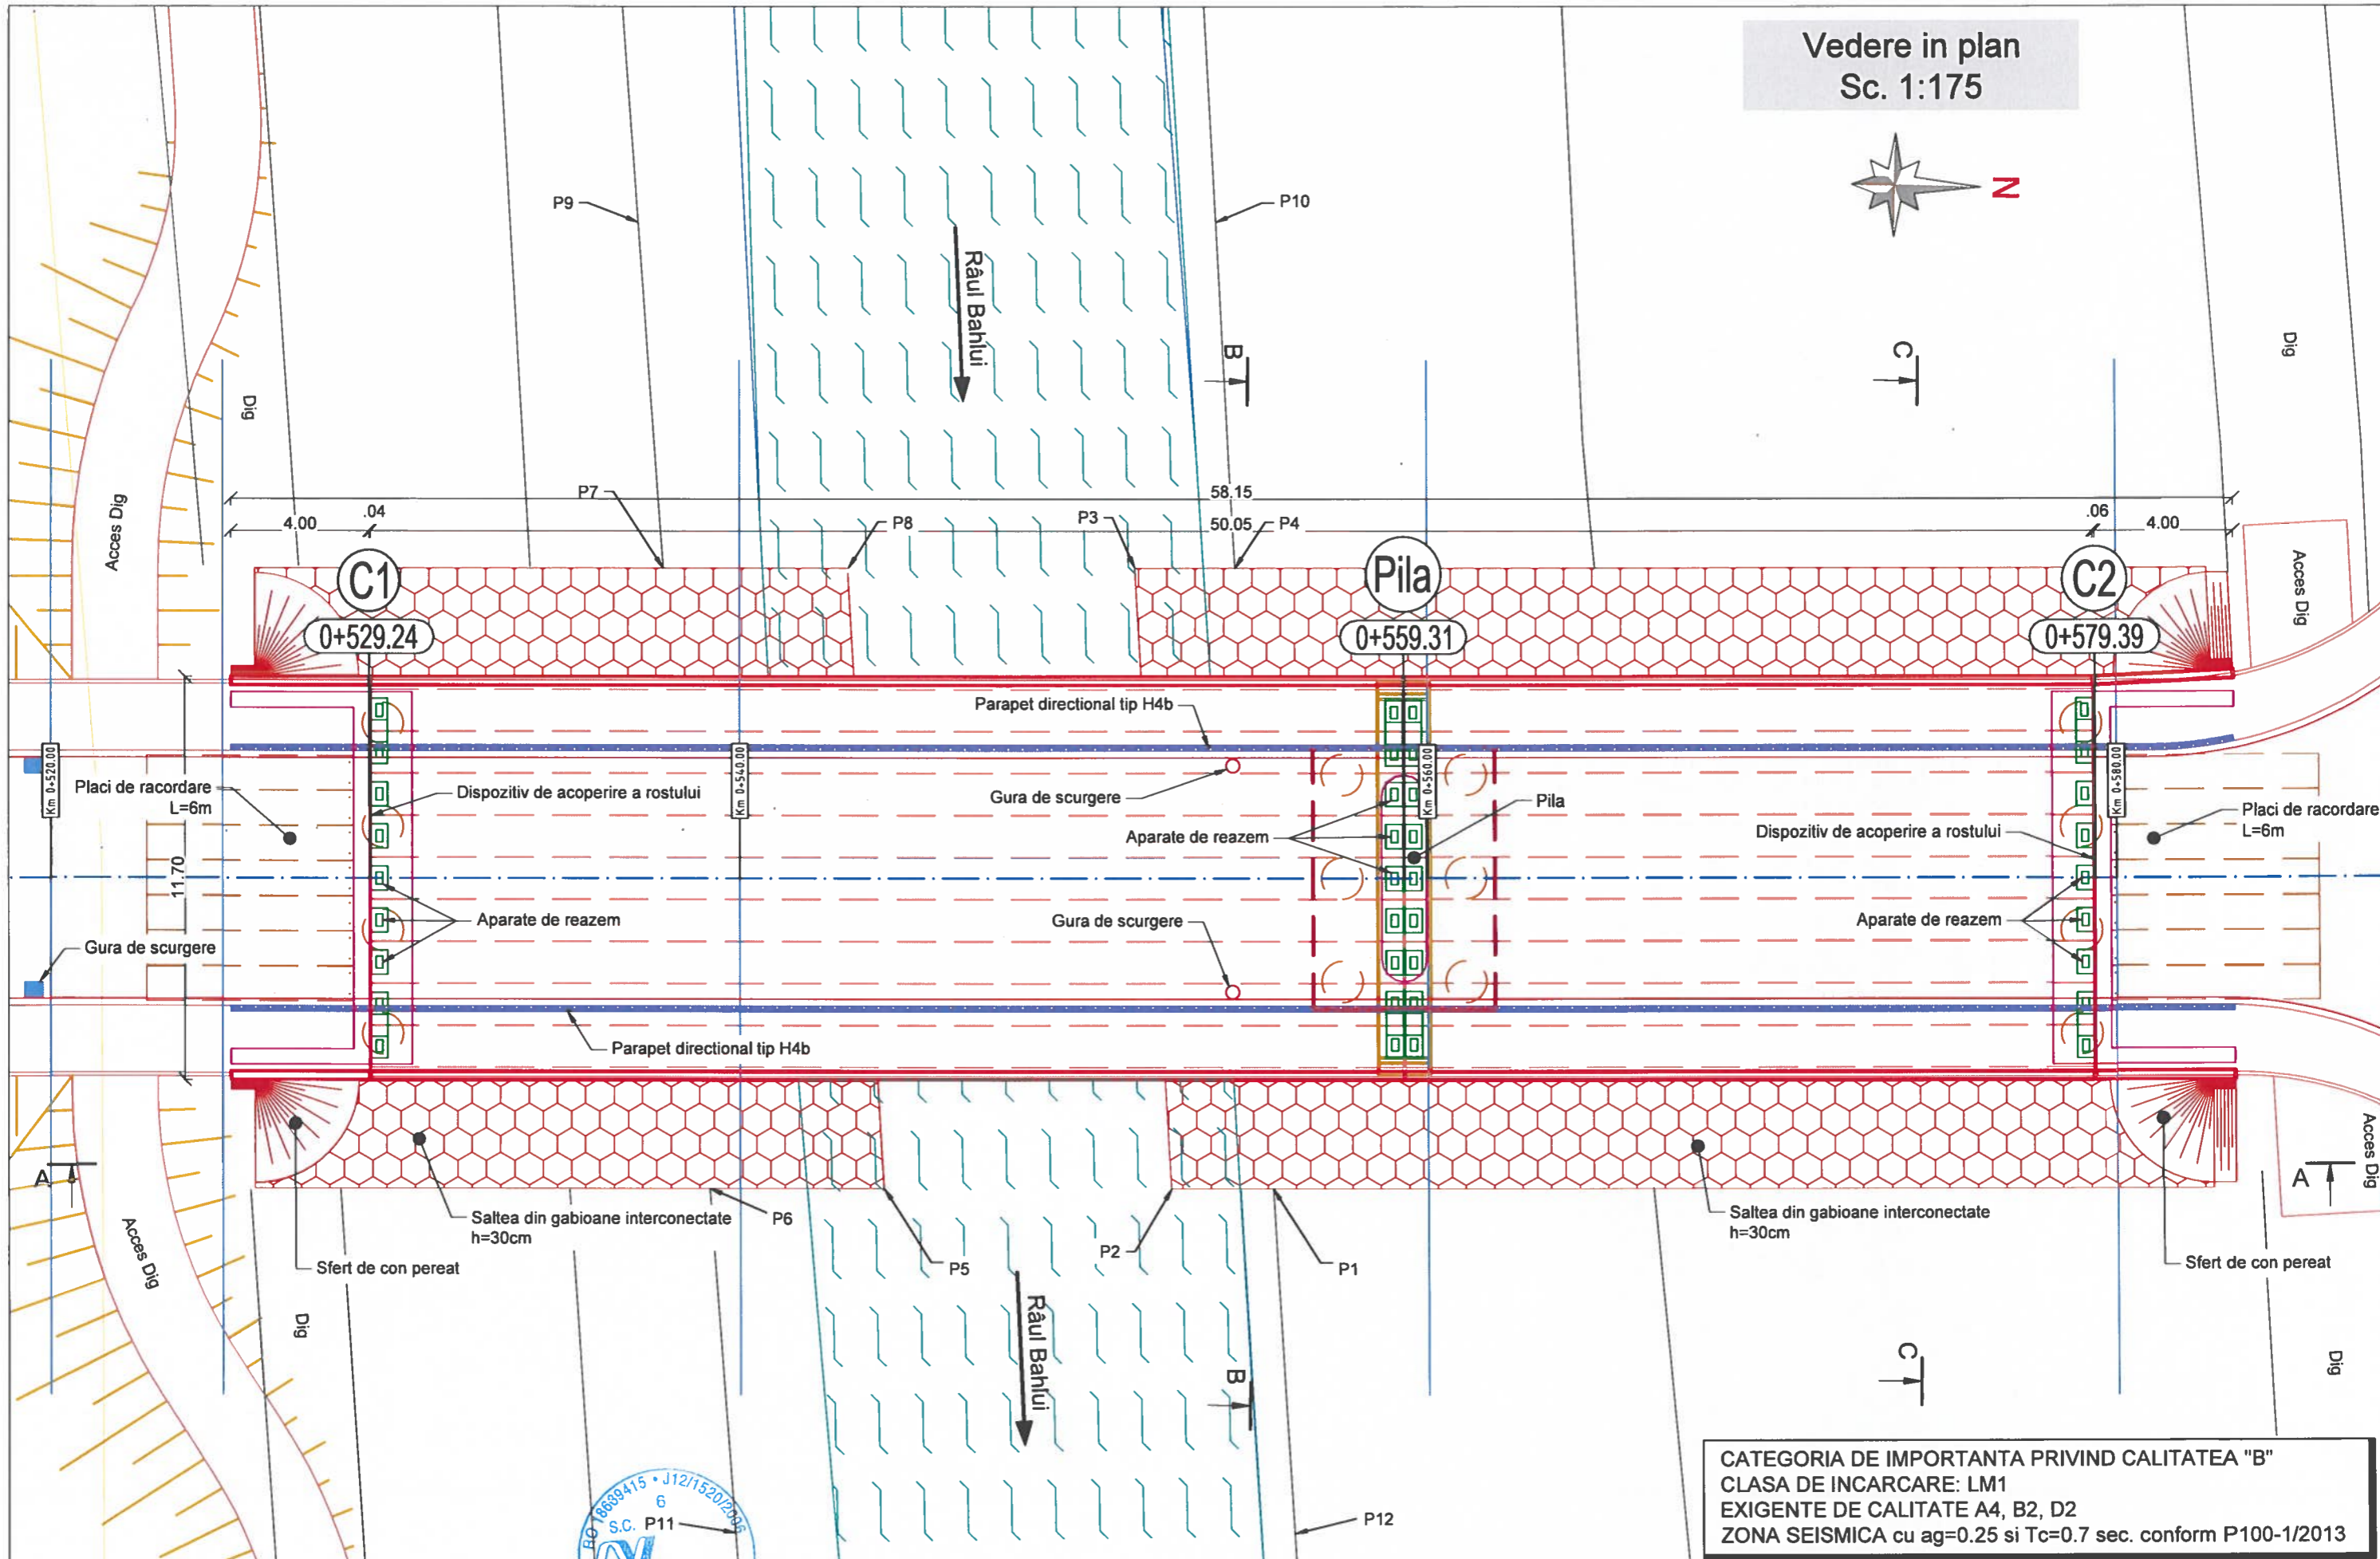 Vedere in plan
Sc. 1:175
N
P9
P10
Râul Bahlui
B
C
Dig
Dig
Acces Dig
58.15
P7
.04
4.00
P8
P3
50.05
P4
.06
4.00
Acces Dig
C1
0+529.24
Pila
0+559.31
C2
0+579.39
Parapet directional tip H4b
Km 0+520.00
Km 0+540.00
Km 0+560.00
Km 0+580.00
Placi de racordare
L=6m
Dispozitiv de acoperire a rostului
Gura de scurgere
Pila
Placi de racordare
L=6m
Aparate de reazem
Dispozitiv de acoperire a rostului
11.70
Gura de scurgere
Aparate de reazem
Gura de scurgere
Aparate de reazem
Parapet directional tip H4b
A
A
Acces Dig
Acces Dig
Saltea din gabioane interconectate
h=30cm
P6
Saltea din gabioane interconectate
h=30cm
Sfert de con pereat
P5
P2
P1
Sfert de con pereat
Dig
Râul Bahlui
B
C
Dig
RO 18639415 • J12/1520/2006
6
S.C.
P11
P12
CATEGORIA DE IMPORTANTA PRIVIND CALITATEA "B"
CLASA DE INCARCARE: LM1
EXIGENTE DE CALITATE A4, B2, D2
ZONA SEISMICA cu ag=0.25 si Tc=0.7 sec. conform P100-1/2013